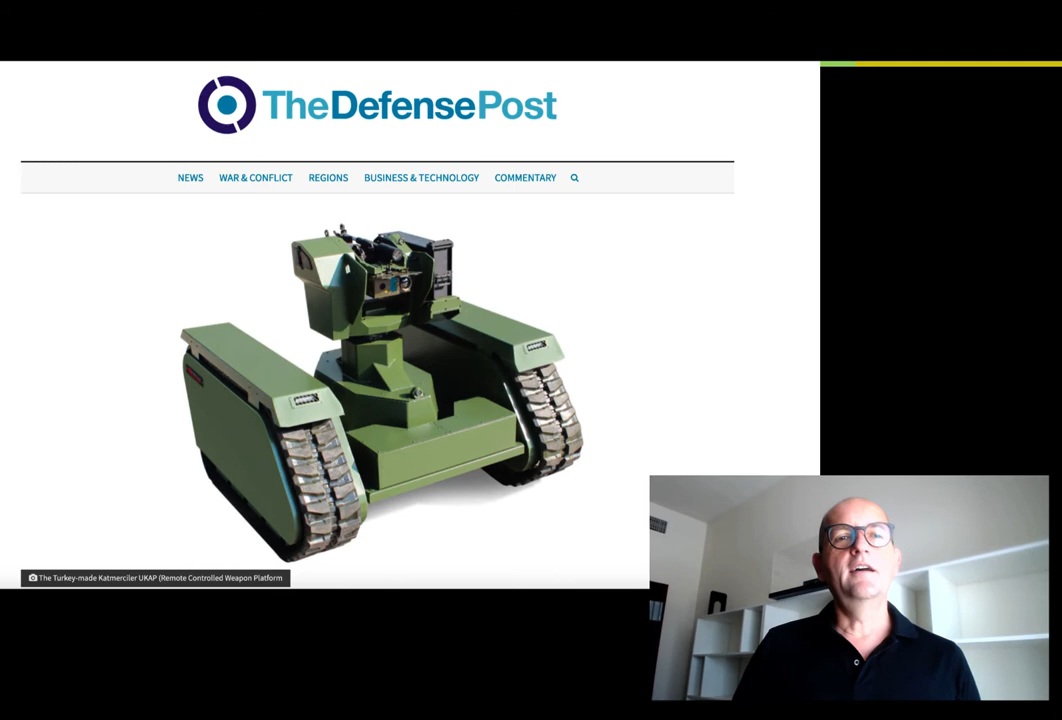 TheDefensePost
NEWS WAR & CONFLICT REGIONS BUSINESS & TECHNOLOGY COMMENTARY
The Turkey-made Katmerciler UKAP (Remote Controlled Weapon Platform